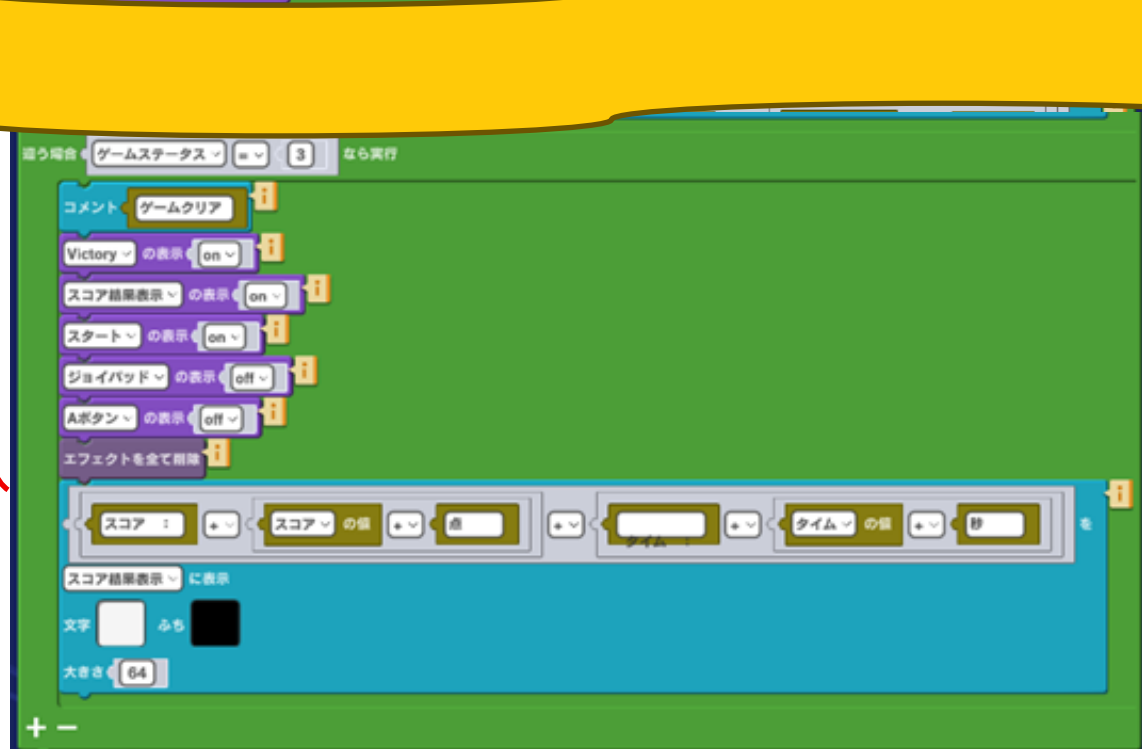 違う場合 ゲームステータス = 3 なら実行
コメント ゲームクリア
Victory の表示 on
スコア結果表示 の表示 on
スタート の表示 on
ジョイパッド の表示 off
Aボタン の表示 off
エフェクトを全て削除
スコア : + スコア の値 + 点 + タイム : + タイム の値 + 秒 を
スコア結果表示 に表示
文字 ふち
大きさ 64
+ −